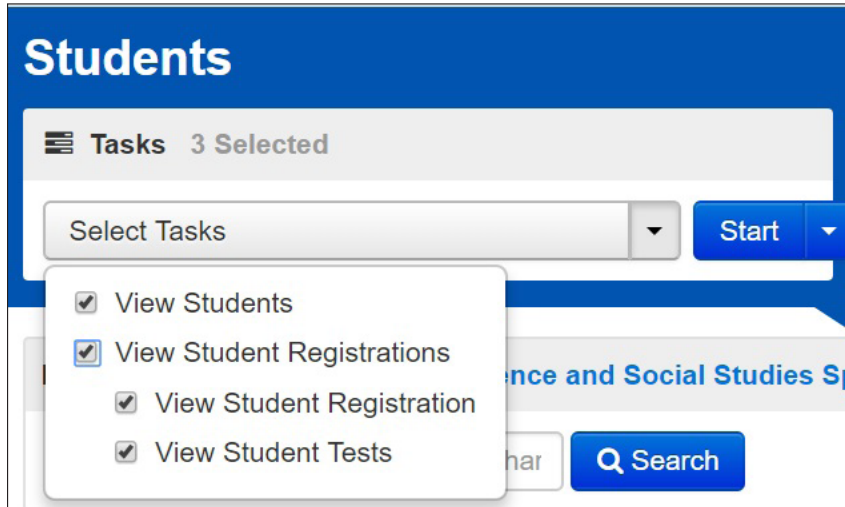 Students
Tasks 3 Selected
Select Tasks
Start
View Students
View Student Registrations
ence and Social Studies
View Student Registration
View Student Tests
Search